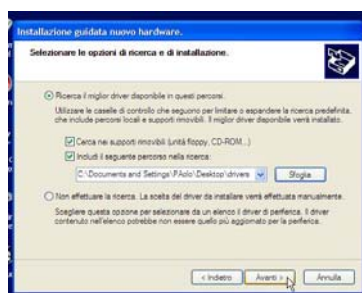 Installazione guidata nuovo hardware.
Selezionare le opzioni di ricerca e di installazione.
Ricerca il miglior driver disponibile in questi percorsi.
Utilizzare le caselle di controllo che seguono per limitare o espandere la ricerca predefinita,
che include percorsi locali e supporti rimovibili. Il miglior driver disponibile verrà installato.
Cerca nei supporti rimovibili (unità floppy, CD-ROM...)
Includi il seguente percorso nella ricerca:
C:\Documents and Settings\PAolo\Desktop\drivers
Sfoglia
Non effettuare la ricerca. La scelta del driver da installare verrà effettuata manualmente.
Scegliere questa opzione per selezionare da un elenco il driver di periferica. Il driver
contenuto nell'elenco potrebbe non essere quello più aggiornato per la periferica.
< Indietro Avanti > Annulla